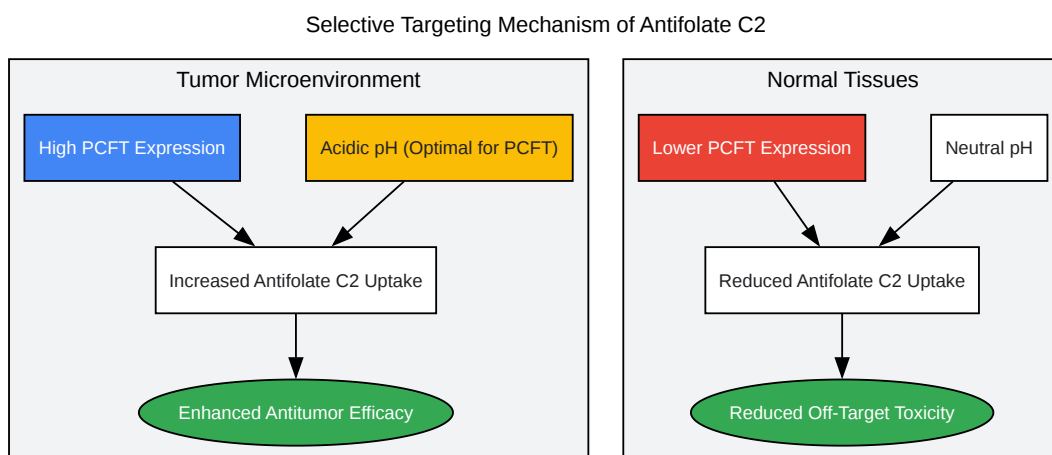 Selective Targeting Mechanism of Antifolate C2
Tumor Microenvironment
High PCFT Expression
Acidic pH (Optimal for PCFT)
Increased Antifolate C2 Uptake
Enhanced Antitumor Efficacy
Normal Tissues
Lower PCFT Expression
Neutral pH
Reduced Antifolate C2 Uptake
Reduced Off-Target Toxicity